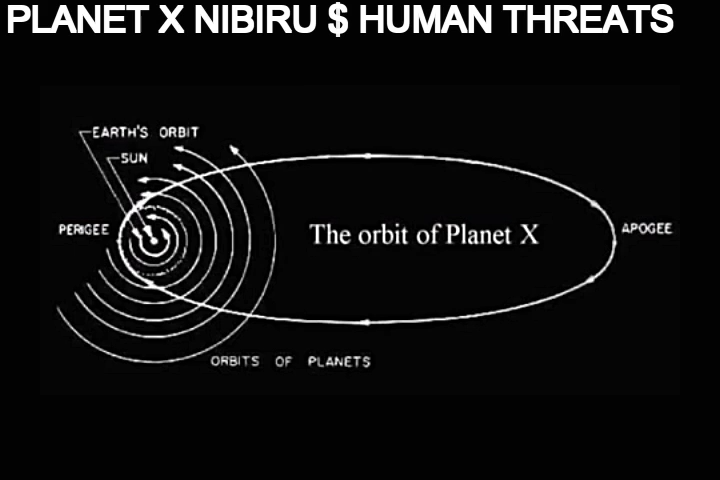 PLANET X NIBIRU $ HUMAN THREATS
EARTH'S ORBIT
SUN
PERIGEE
The orbit of Planet X
APOGEE
ORBITS OF PLANETS